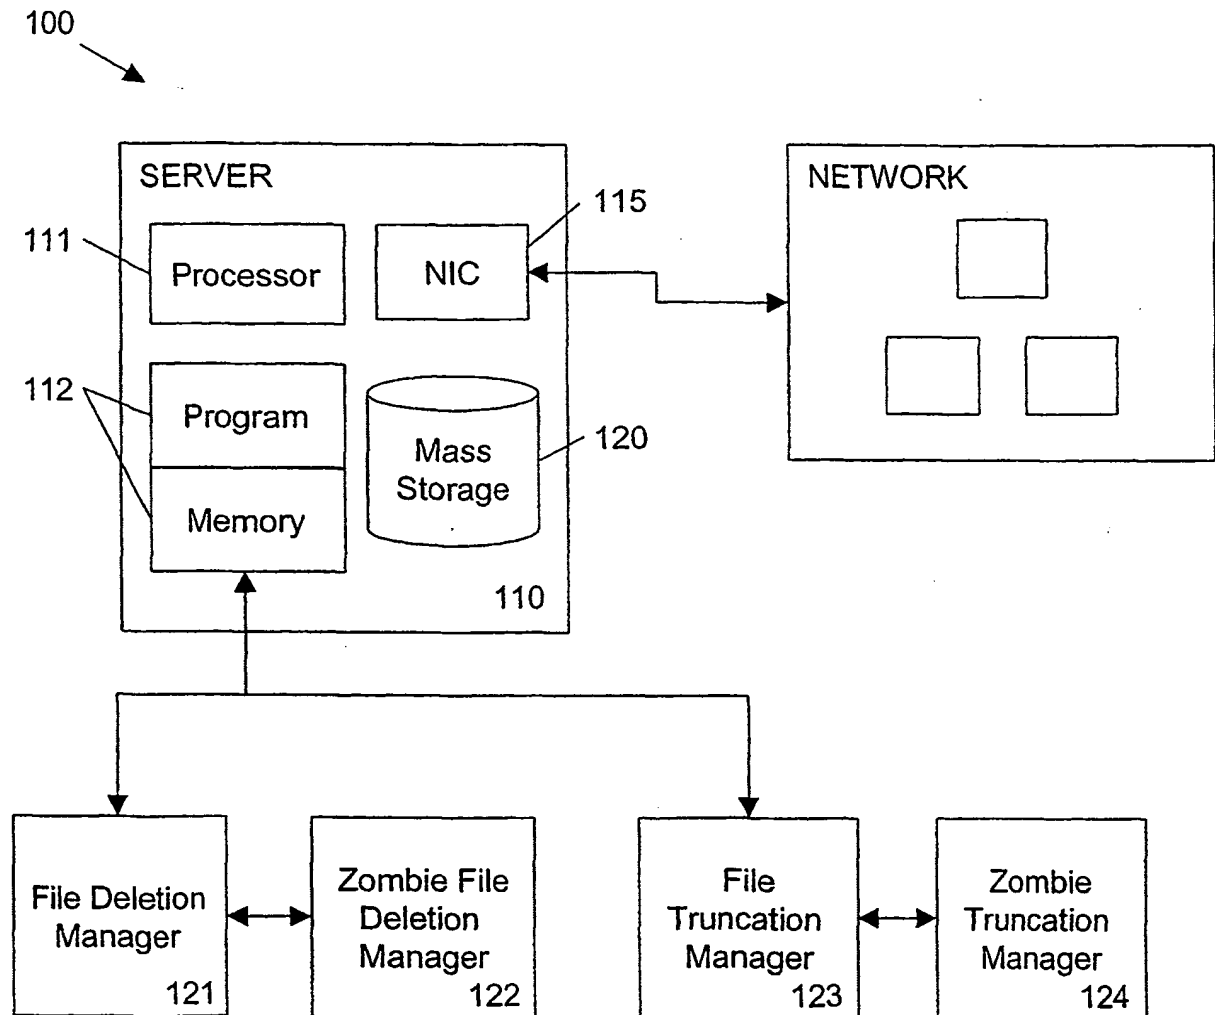 100
SERVER
NETWORK
115
111
Processor
NIC
112
Program
Mass
Storage
120
Memory
110
File Deletion
Manager
121
Zombie File
Deletion
Manager
122
File
Truncation
Manager
123
Zombie
Truncation
Manager
124